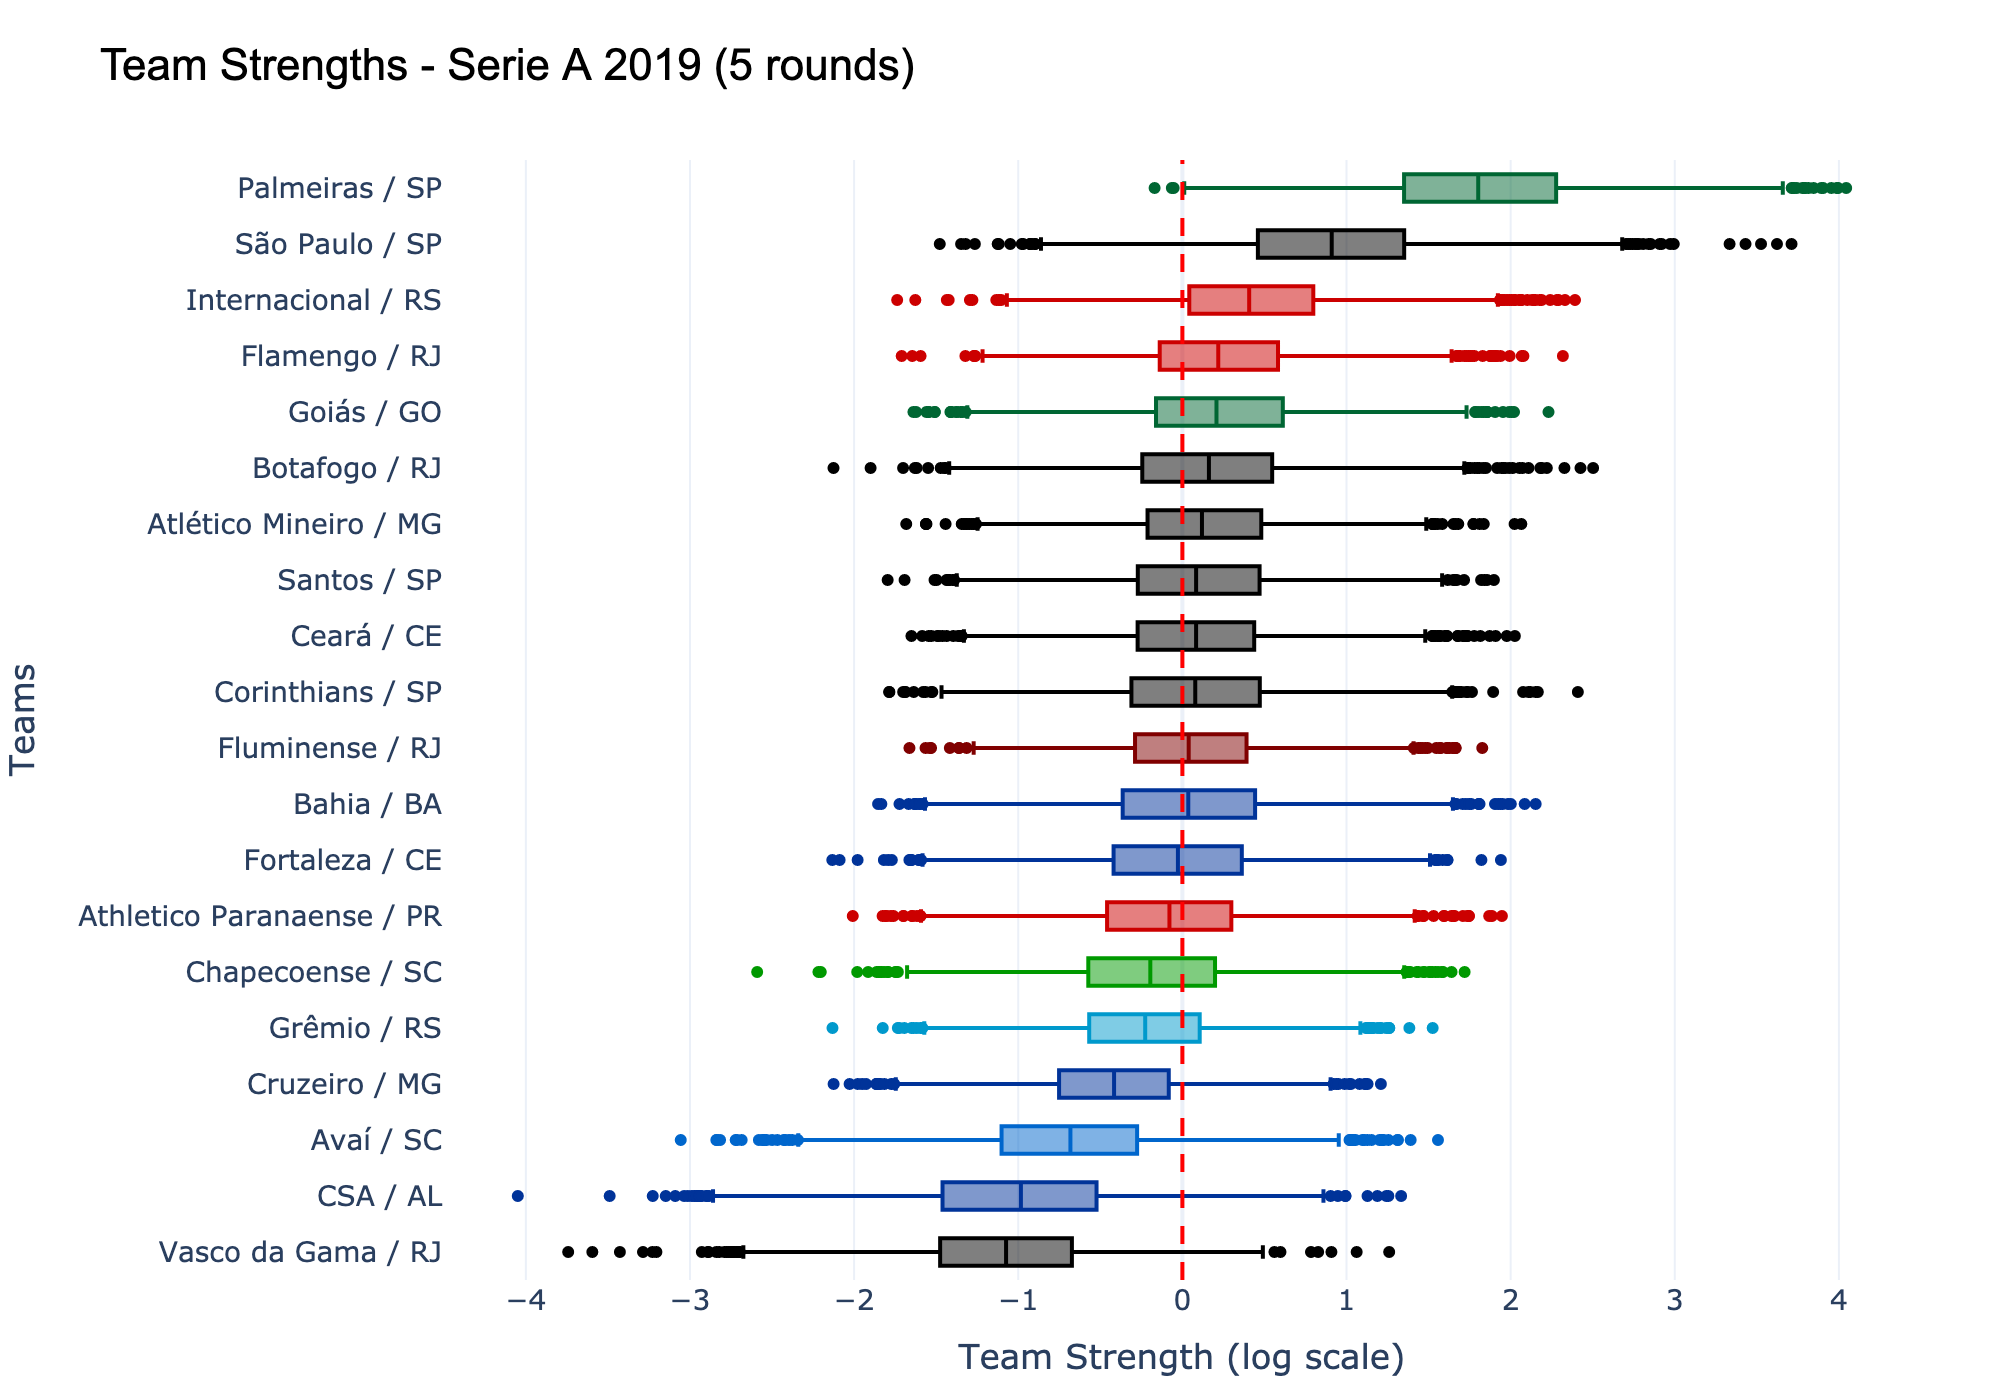 Team Strengths - Serie A 2019 (5 rounds)
Teams
Palmeiras / SP
São Paulo / SP
Internacional / RS
Flamengo / RJ
Goiás / GO
Botafogo / RJ
Atlético Mineiro / MG
Santos / SP
Ceará / CE
Corinthians / SP
Fluminense / RJ
Bahia / BA
Fortaleza / CE
Athletico Paranaense / PR
Chapecoense / SC
Grêmio / RS
Cruzeiro / MG
Avaí / SC
CSA / AL
Vasco da Gama / RJ
−4 −3 −2 −1 0 1 2 3 4
Team Strength (log scale)